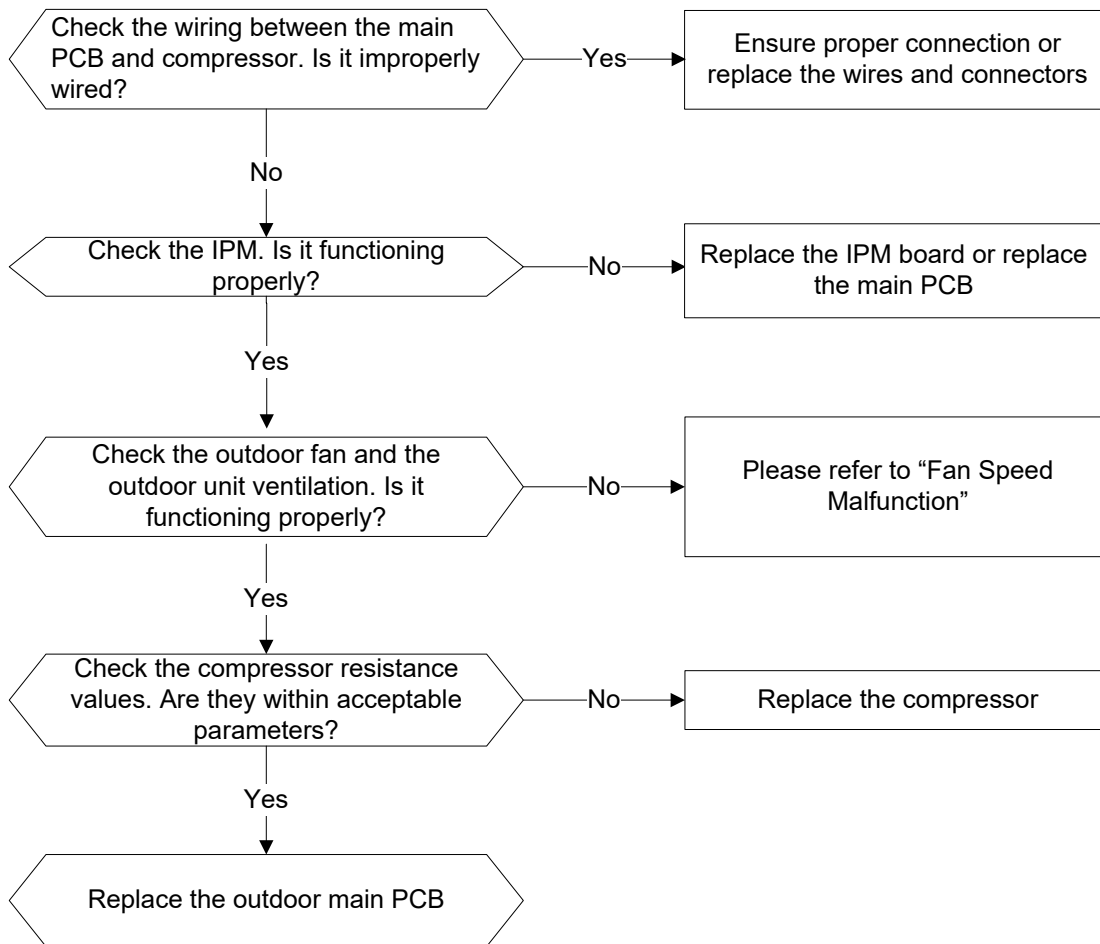 Check the wiring between the main
PCB and compressor. Is it improperly
wired?
Yes
Ensure proper connection or
replace the wires and connectors
No
Check the IPM. Is it functioning
properly?
No
Replace the IPM board or replace
the main PCB
Yes
Check the outdoor fan and the
outdoor unit ventilation. Is it
functioning properly?
No
Please refer to “Fan Speed
Malfunction”
Yes
Check the compressor resistance
values. Are they within acceptable
parameters?
No
Replace the compressor
Yes
Replace the outdoor main PCB